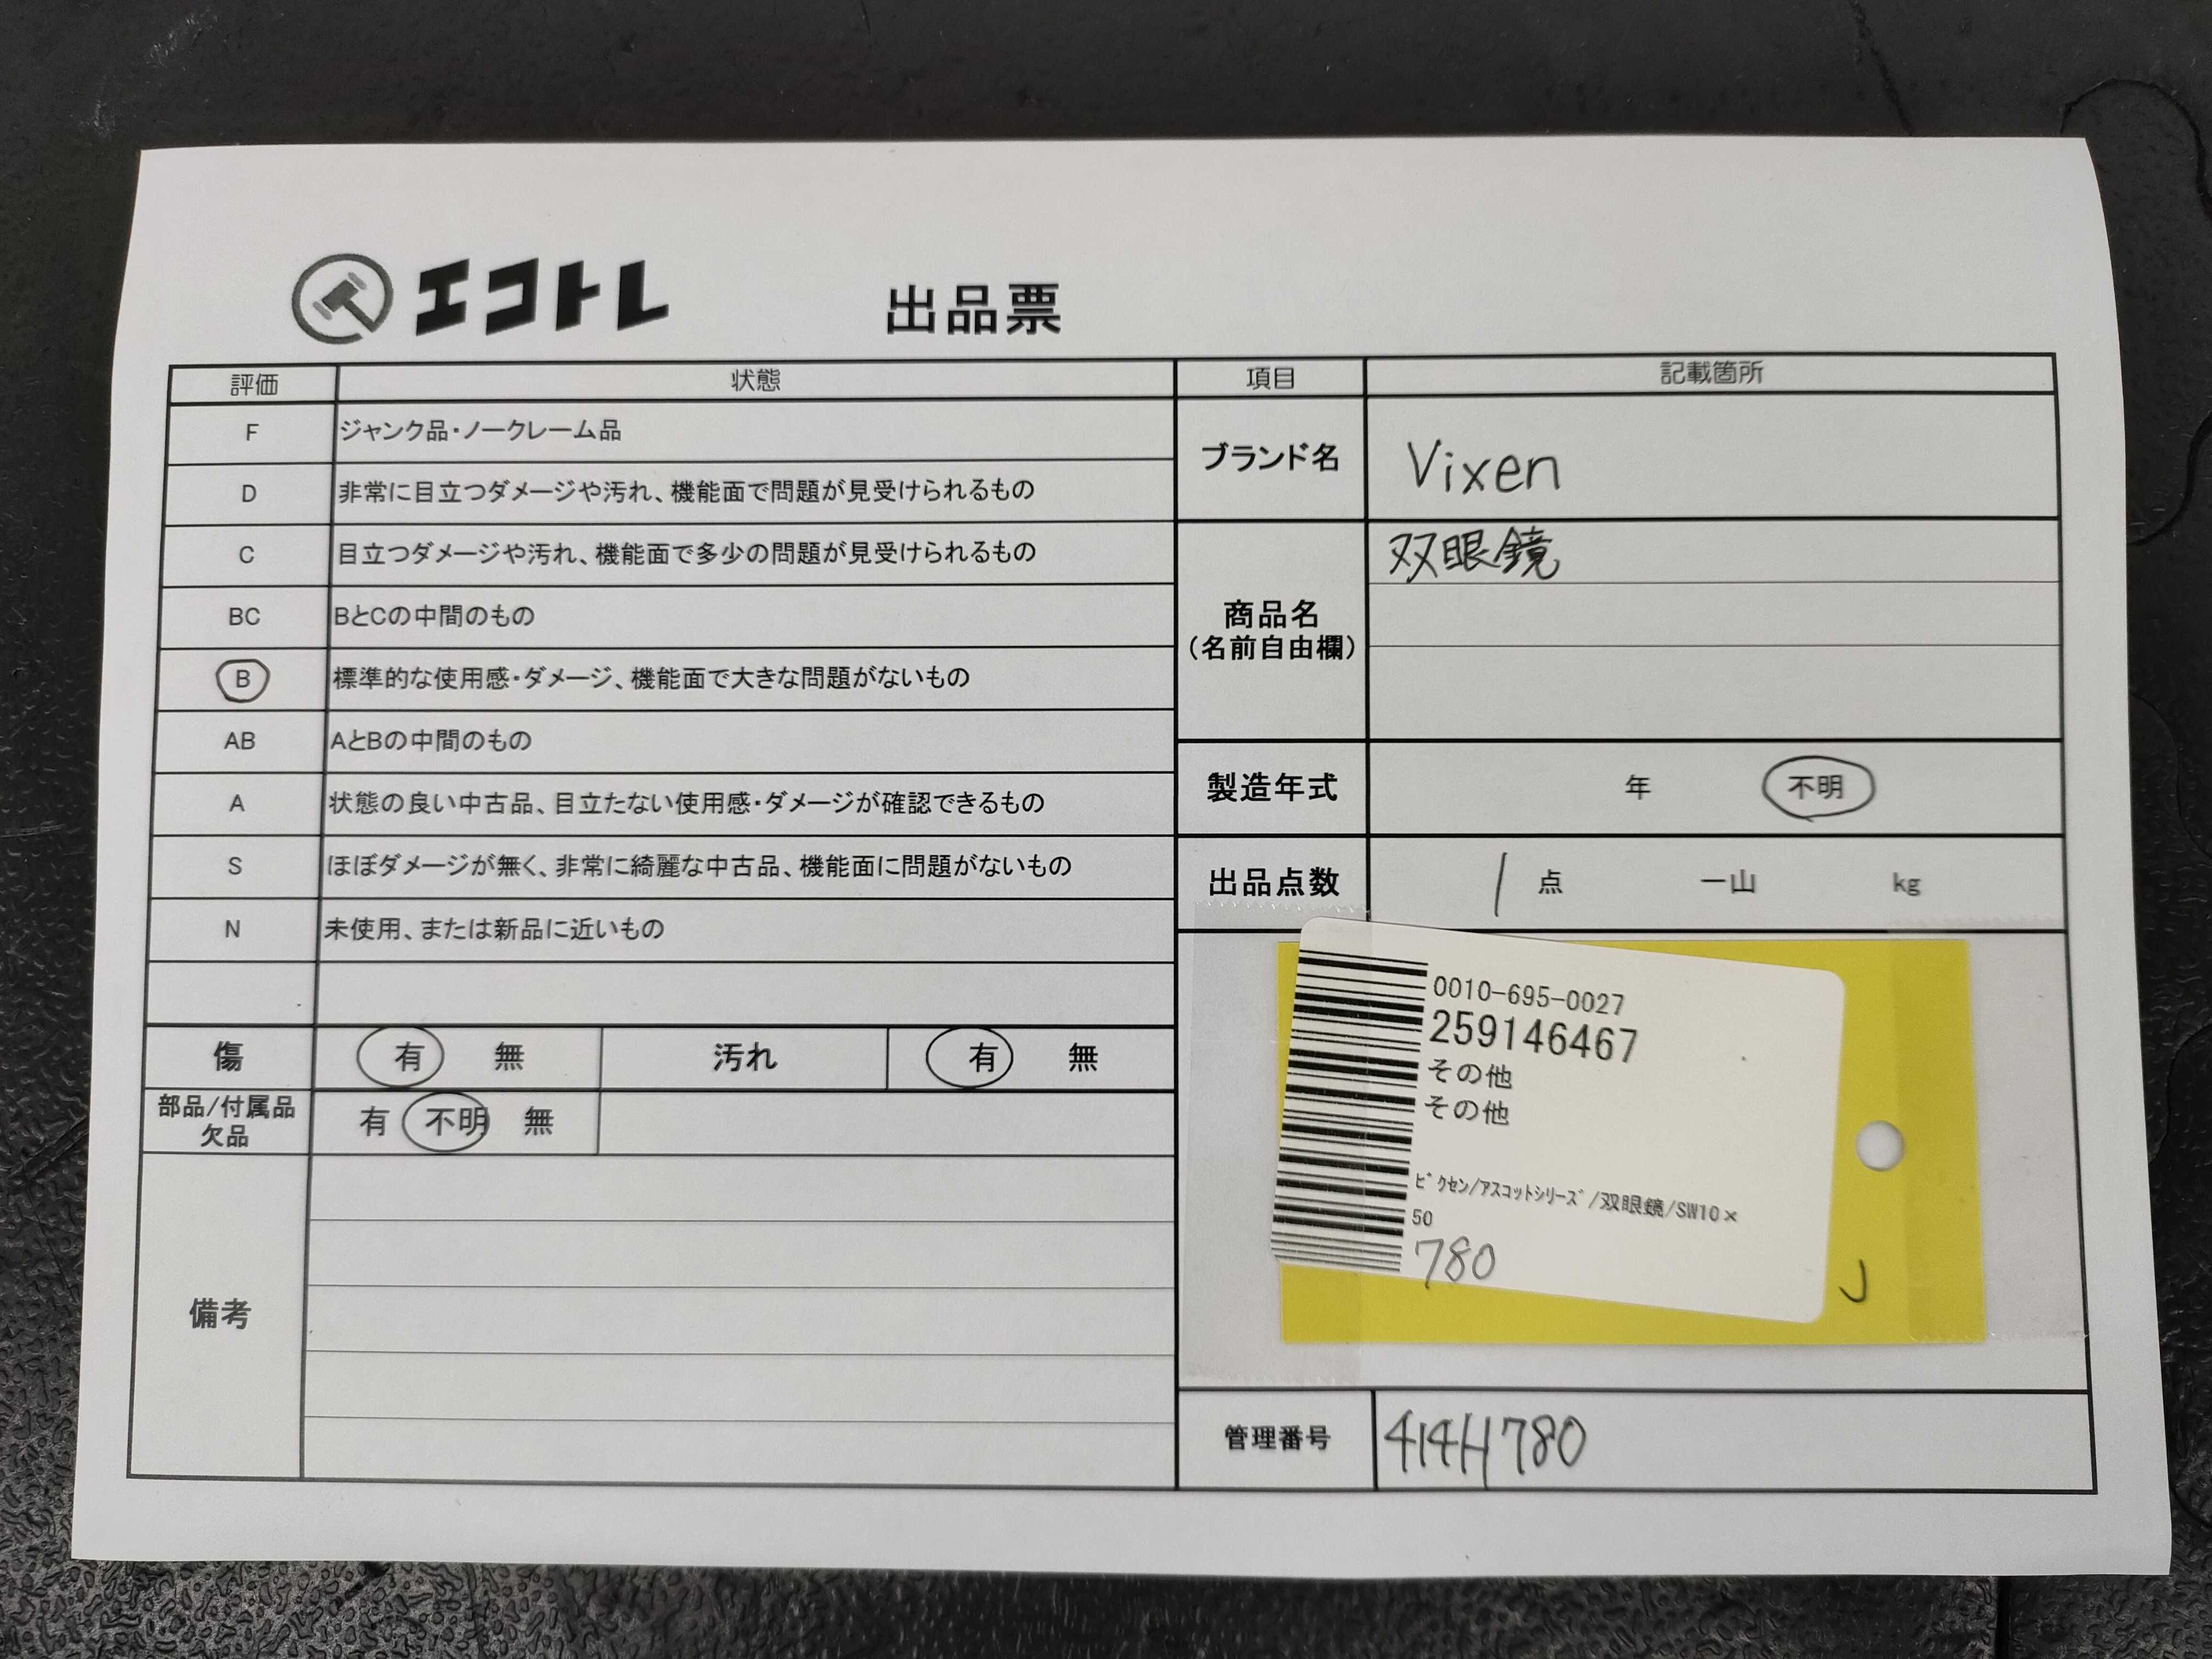 エコトレ
出品票
評価 状態
F ジャンク品・ノークレーム品
D 非常に目立つダメージや汚れ、機能面で問題が見受けられるもの
C 目立つダメージや汚れ、機能面で多少の問題が見受けられるもの
BC BとCの中間のもの
B 標準的な使用感・ダメージ、機能面で大きな問題がないもの
AB AとBの中間のもの
A 状態の良い中古品、目立たない使用感・ダメージが確認できるもの
S ほぼダメージが無く、非常に綺麗な中古品、機能面に問題がないもの
N 未使用、または新品に近いもの
傷 有 無 汚れ 有 無
部品/付属品
欠品
有 不明 無
備考
項目 記載箇所
ブランド名 Vixen
商品名
(名前自由欄)
双眼鏡
製造年式 年 不明
出品点数 1 点 一山 kg
0010-695-0027
259146467
その他
その他
ビクセン/アスコットシリーズ/双眼鏡/SW10×
50
780
管理番号 414H780